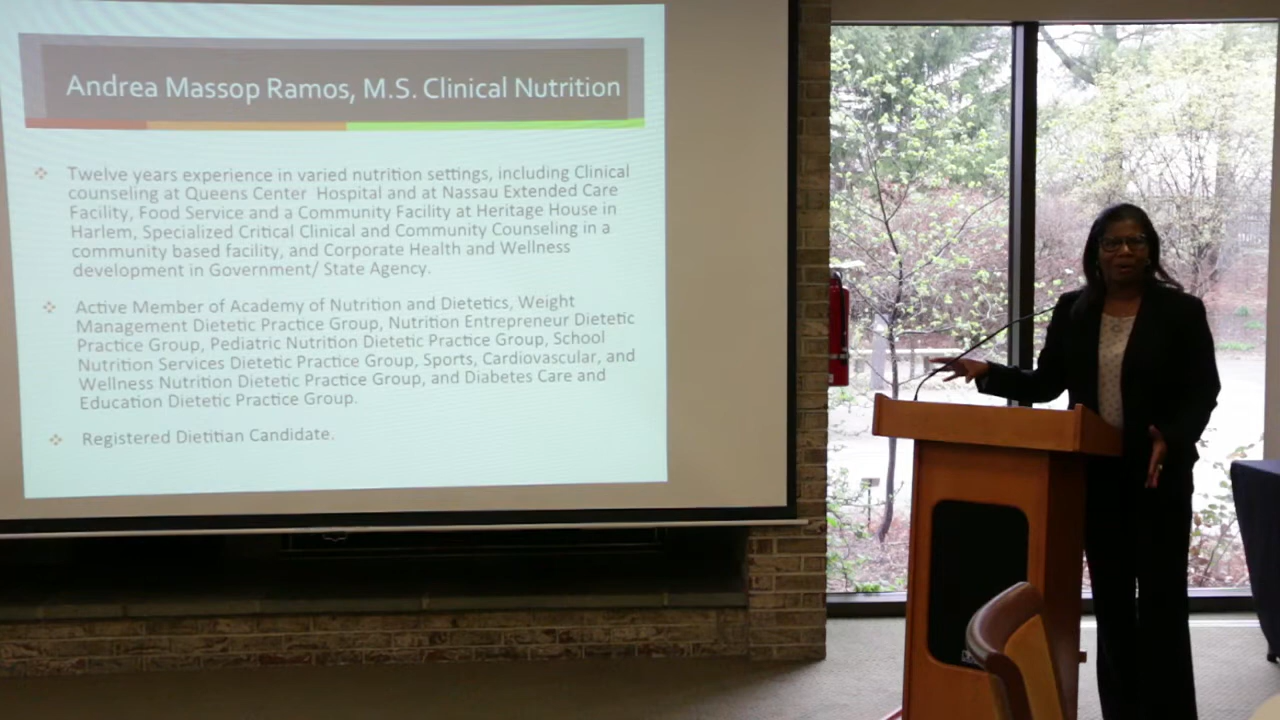 Andrea Massop Ramos, M.S. Clinical Nutrition
Twelve years experience in varied nutrition settings, including Clinical
counseling at Queens Center Hospital and at Nassau Extended Care
Facility, Food Service and a Community Facility at Heritage House in
Harlem, Specialized Critical Clinical and Community Counseling in a
community based facility, and Corporate Health and Wellness
development in Government/ State Agency.
Active Member of Academy of Nutrition and Dietetics, Weight
Management Dietetic Practice Group, Nutrition Entrepreneur Dietetic
Practice Group, Pediatric Nutrition Dietetic Practice Group, School
Nutrition Services Dietetic Practice Group, Sports, Cardiovascular, and
Wellness Nutrition Dietetic Practice Group, and Diabetes Care and
Education Dietetic Practice Group.
Registered Dietitian Candidate.